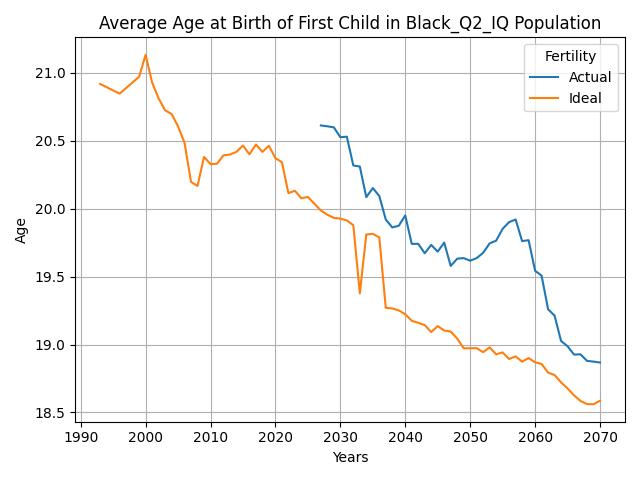 Average Age at Birth of First Child in Black_Q2_IQ Population
Fertility
Actual
Ideal
Age
21.0
20.5
20.0
19.5
19.0
18.5
1990 2000 2010 2020 2030 2040 2050 2060 2070
Years